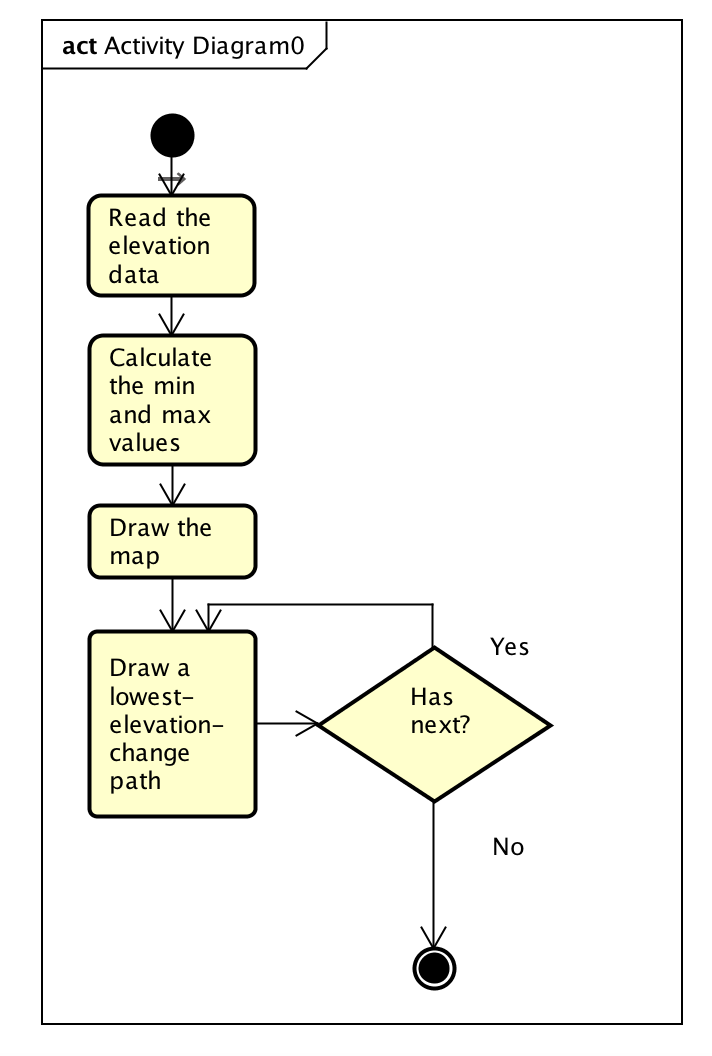 act Activity Diagram0
Read the
elevation
data
Calculate
the min
and max
values
Draw the
map
Draw a
lowest-
elevation-
change
path
Has
next?
Yes
No